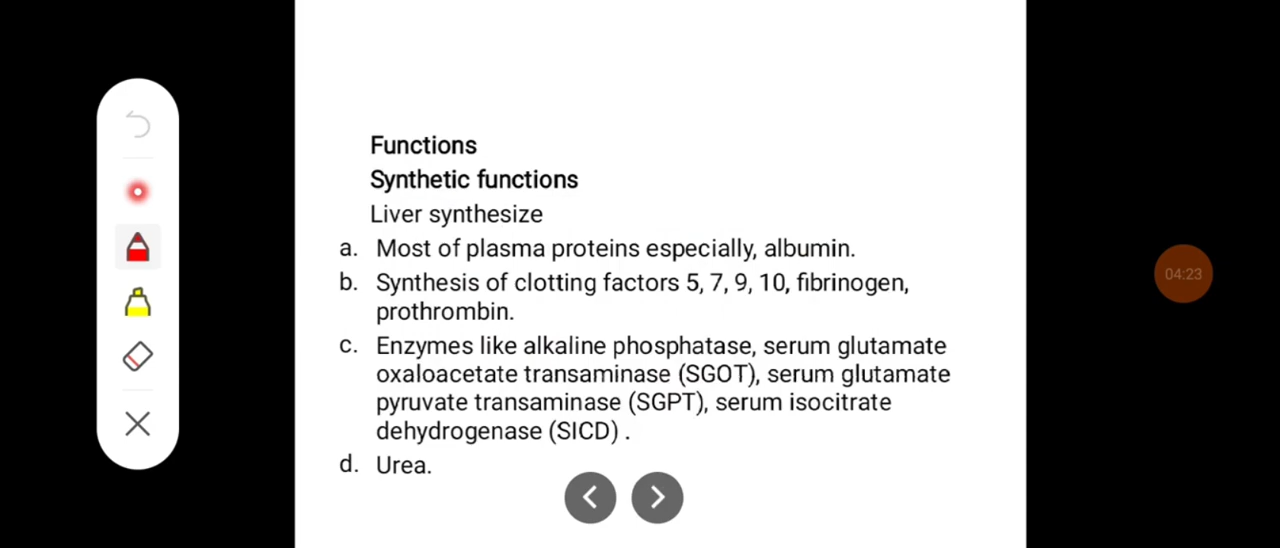 Functions
Synthetic functions
Liver synthesize
a. Most of plasma proteins especially, albumin.
b. Synthesis of clotting factors 5, 7, 9, 10, fibrinogen,
prothrombin.
c. Enzymes like alkaline phosphatase, serum glutamate
oxaloacetate transaminase (SGOT), serum glutamate
pyruvate transaminase (SGPT), serum isocitrate
dehydrogenase (SICD) .
d. Urea.
04:23